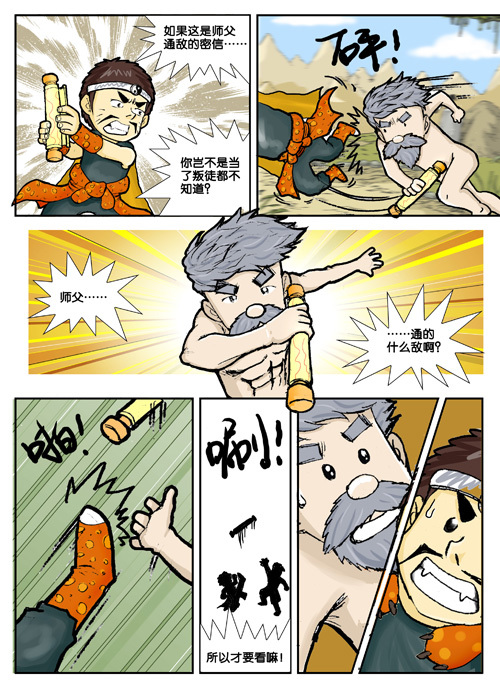 如果这是师父
通敌的密信……
你岂不是当
了叛徒都不
知道？
砰！
师父……
……通的
什么敌啊？
啪！
唰！
所以才要看嘛！